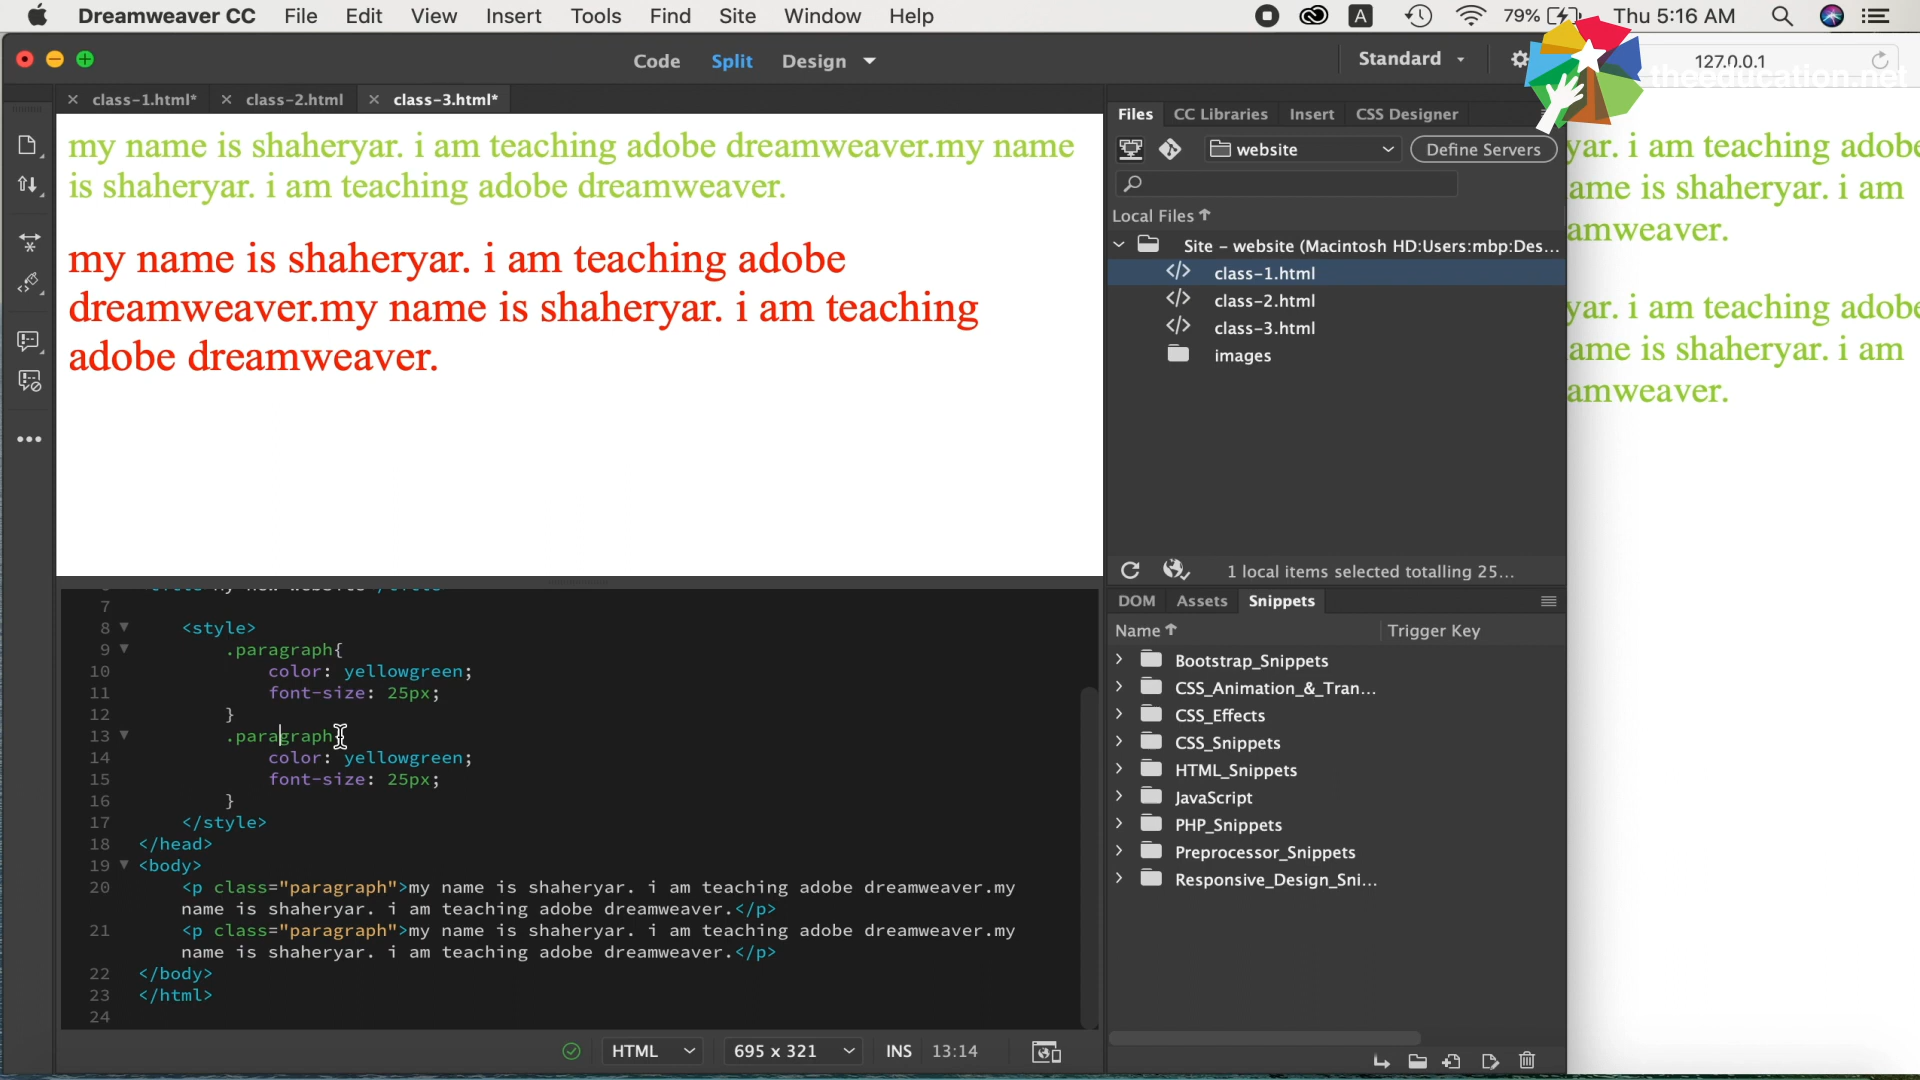 Dreamweaver CC File Edit View Insert Tools Find Site Window Help
A 79% Thu 5:16 AM
Code Split Design
Standard
127.0.0.1
theeducation.net
class-1.html* class-2.html class-3.html*
my name is shaheryar. i am teaching adobe dreamweaver.my name
is shaheryar. i am teaching adobe dreamweaver.
my name is shaheryar. i am teaching adobe
dreamweaver.my name is shaheryar. i am teaching
adobe dreamweaver.
7
8 <style>
9 .paragraph{
10 color: yellowgreen;
11 font-size: 25px;
12 }
13 .paragraph{
14 color: yellowgreen;
15 font-size: 25px;
16 }
17 </style>
18 </head>
19 <body>
20 <p class="paragraph">my name is shaheryar. i am teaching adobe dreamweaver.my
name is shaheryar. i am teaching adobe dreamweaver.</p>
21 <p class="paragraph">my name is shaheryar. i am teaching adobe dreamweaver.my
name is shaheryar. i am teaching adobe dreamweaver.</p>
22 </body>
23 </html>
24
HTML 695 x 321 INS 13:14
Files CC Libraries Insert CSS Designer
website Define Servers
Local Files
Site - website (Macintosh HD:Users:mbp:Des...
class-1.html
class-2.html
class-3.html
images
1 local items selected totalling 25...
DOM Assets Snippets
Name Trigger Key
Bootstrap_Snippets
CSS_Animation_&_Tran...
CSS_Effects
CSS_Snippets
HTML_Snippets
JavaScript
PHP_Snippets
Preprocessor_Snippets
Responsive_Design_Sni...
yar. i am teaching adobe
ame is shaheryar. i am
amweaver.
yar. i am teaching adobe
ame is shaheryar. i am
amweaver.